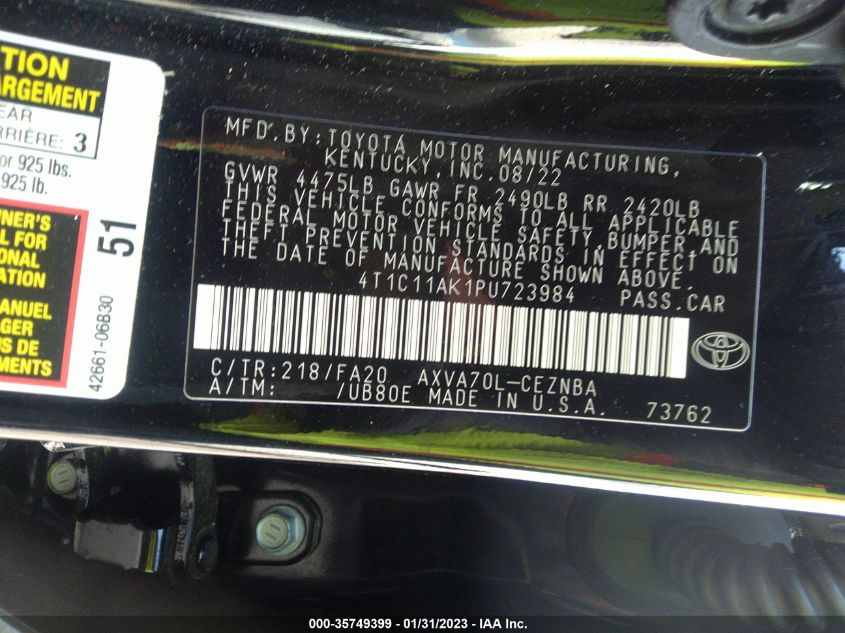 TION
ARGEMENT
EAR
RRIÈRE: 3
or 925 lbs.
925 lb.
WNER'S
L FOR
ONAL
ATION
ANUEL
GER
US DE
EMENTS
51
42661-06B30
MFD.BY:TOYOTA MOTOR MANUFACTURING,
KENTUCKY,INC.08/22
GVWR 4475LB GAWR FR 2490LB RR 2420LB
THIS VEHICLE CONFORMS TO ALL APPLICABLE
FEDERAL MOTOR VEHICLE SAFETY,BUMPER AND
THEFT PREVENTION STANDARDS IN EFFECT ON
THE DATE OF MANUFACTURE SHOWN ABOVE.
4T1C11AK1PU723984 PASS.CAR
C/TR:218/FA20 AXVA70L-CEZNBA
A/TM: /UB80E MADE IN U.S.A. 73762
000-35749399 — 01/31/2023 — IAA Inc.